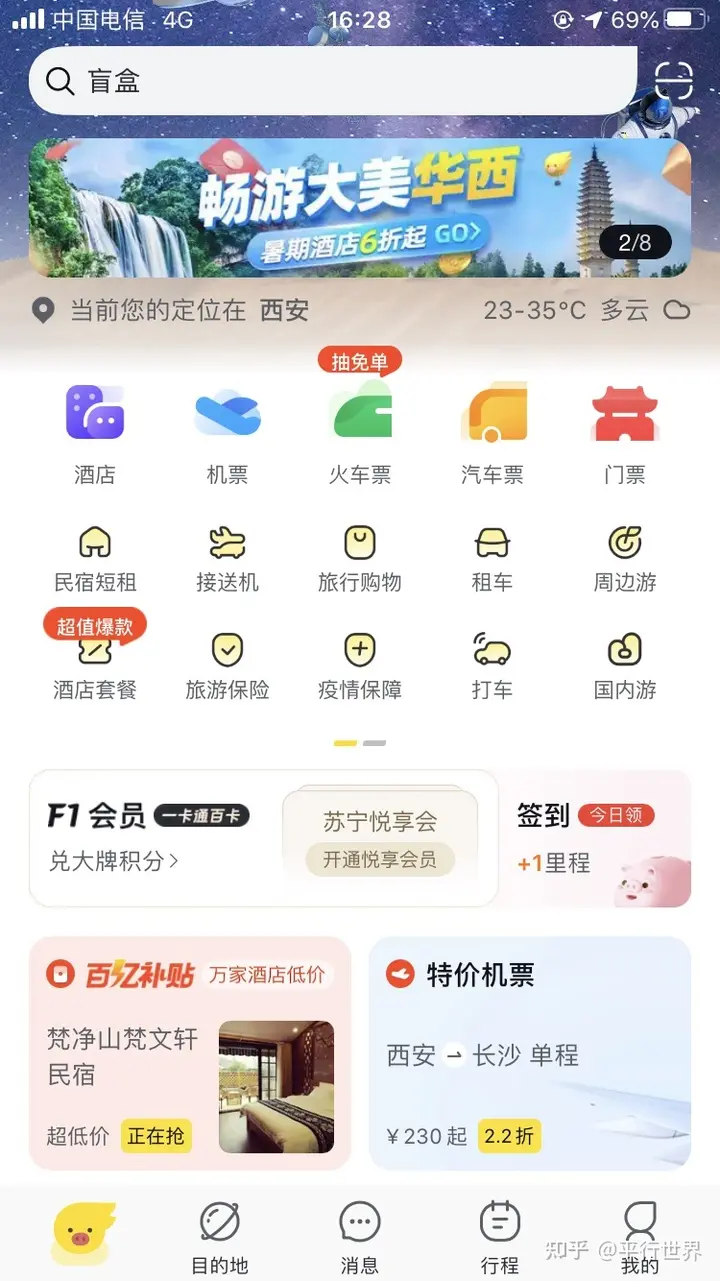 中国电信 4G 16:28 69%
盲盒
畅游大美华西
暑期酒店6折起 GO>
2/8
当前您的定位在 西安 23-35°C 多云
抽免单
酒店 机票 火车票 汽车票 门票
民宿短租 接送机 旅行购物 租车 周边游
超值爆款
酒店套餐 旅游保险 疫情保障 打车 国内游
F1 会员 一卡通百卡
兑大牌积分>
苏宁悦享会
开通悦享会员
签到 今日领
+1里程
百亿补贴 万家酒店低价
梵净山梵文轩
民宿
超低价 正在抢
特价机票
西安 → 长沙 单程
¥230起 2.2折
目的地 消息 行程 我的
知乎 @平行世界